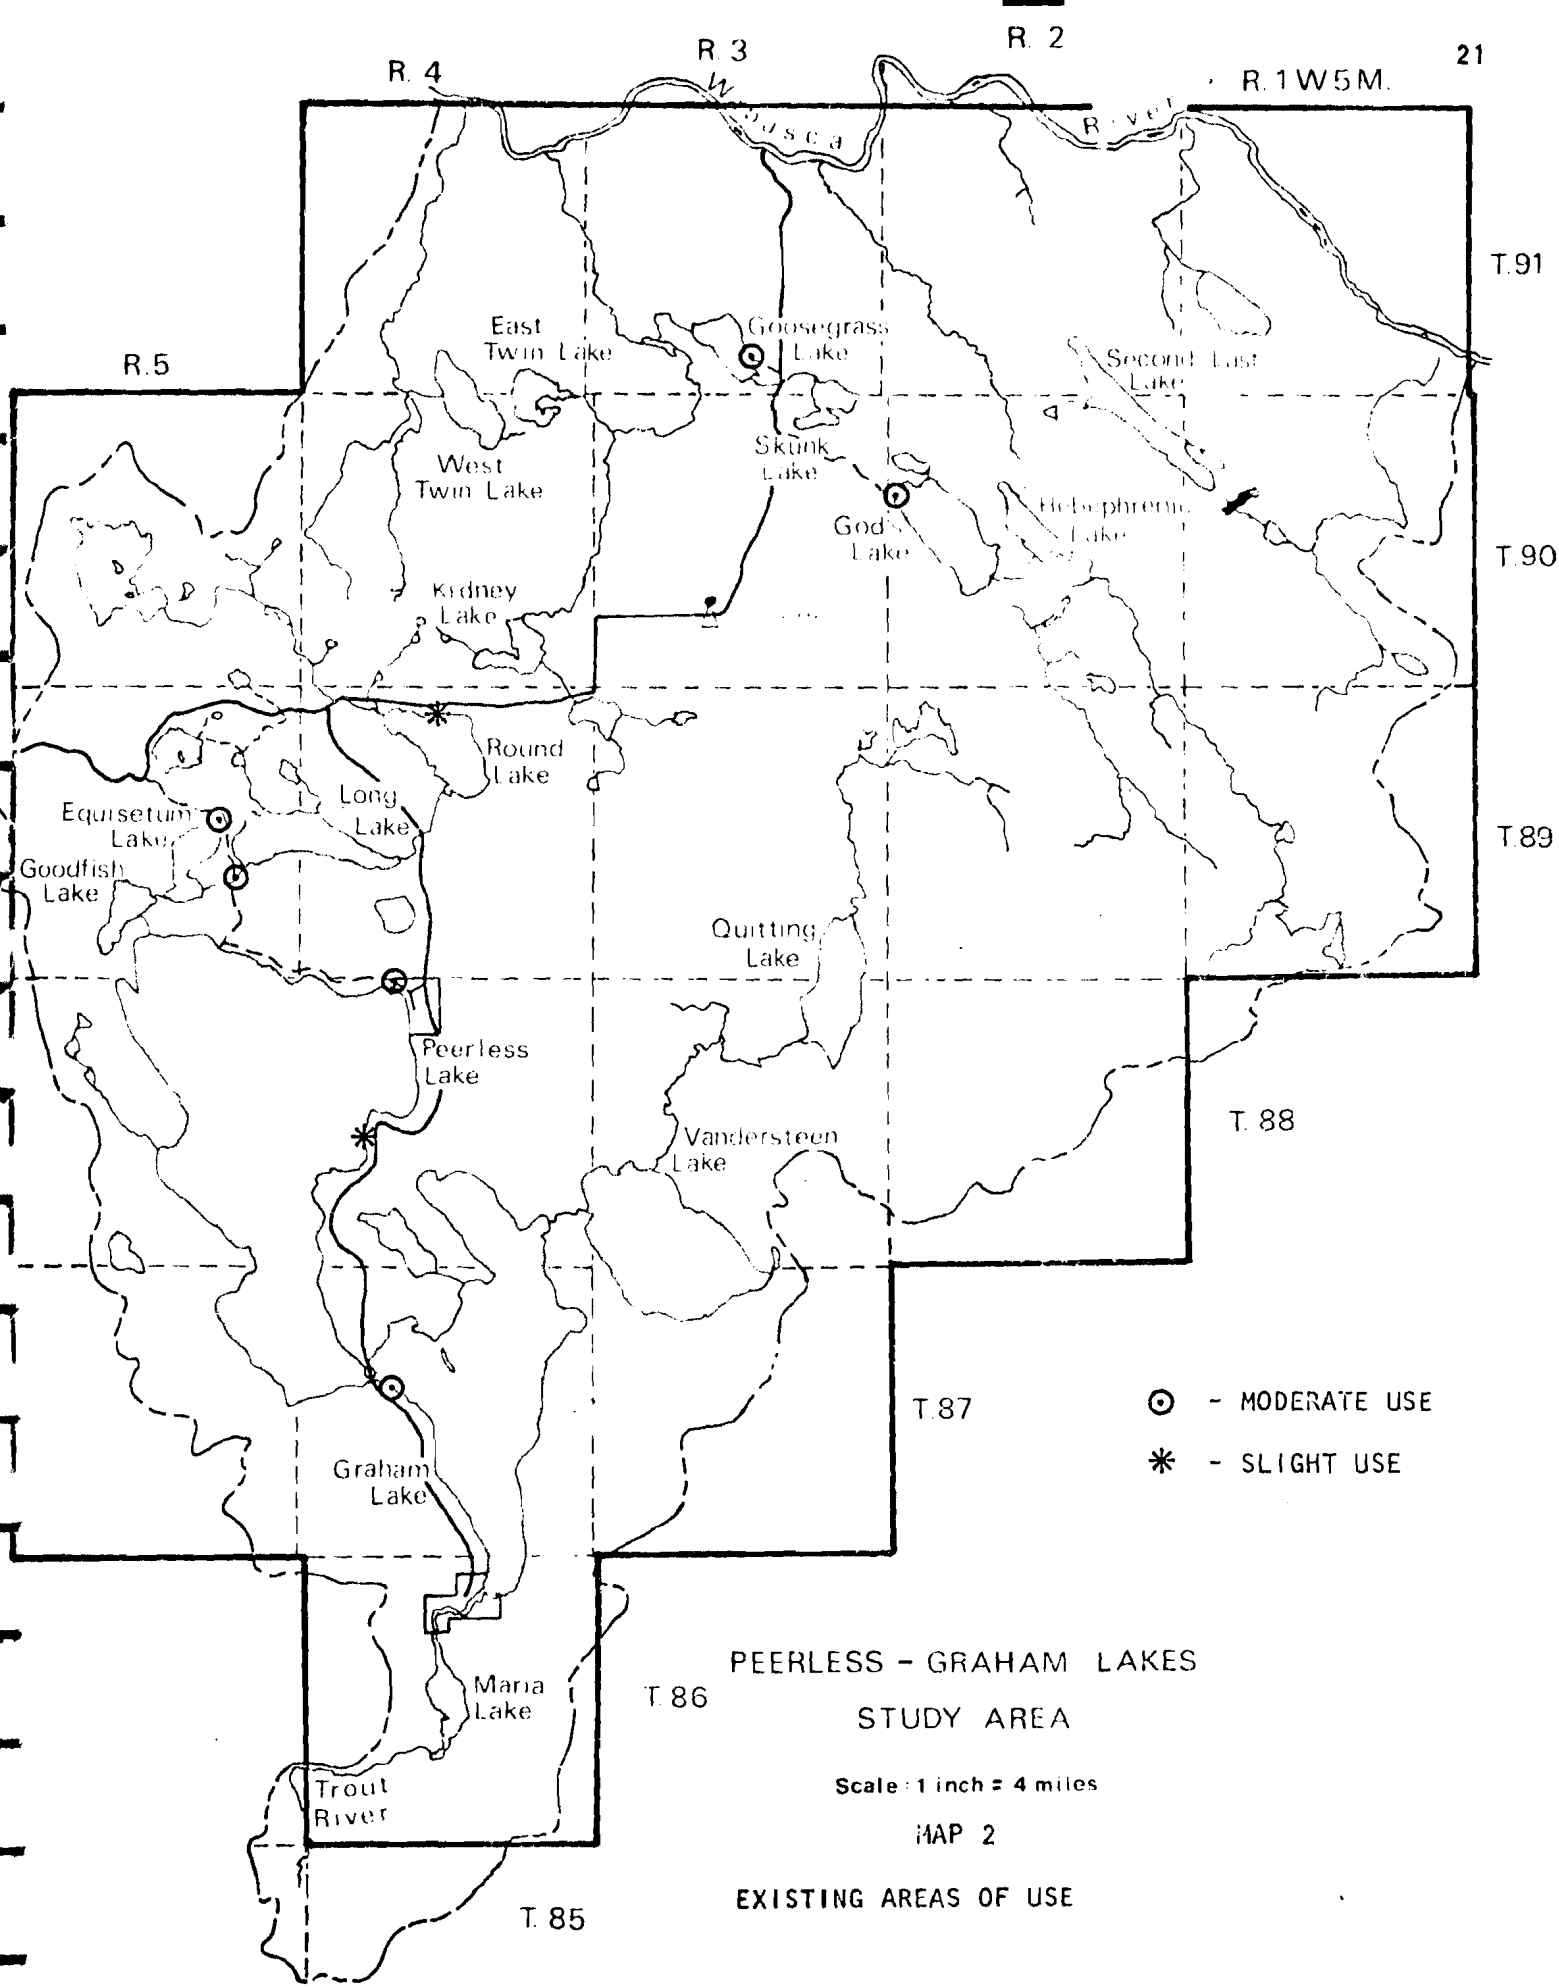 21
R. 4
R. 3
R. 2
R. 1 W5M.
Wabasca
River
T.91
R.5
East
Twin Lake
Goosegrass
Lake
Second Last
Lake
West
Twin Lake
Skunk
Lake
God's
Lake
Hebephrenic
Lake
T.90
Kidney
Lake
Round
Lake
Long
Lake
Equisetum
Lake
Goodfish
Lake
T.89
Quitting
Lake
Peerless
Lake
T. 88
Vandersteen
Lake
T.87
⊙ - MODERATE USE
✳ - SLIGHT USE
Graham
Lake
PEERLESS - GRAHAM LAKES
STUDY AREA
Maria
Lake
T. 86
Scale : 1 inch = 4 miles
Trout
River
MAP 2
EXISTING AREAS OF USE
T. 85